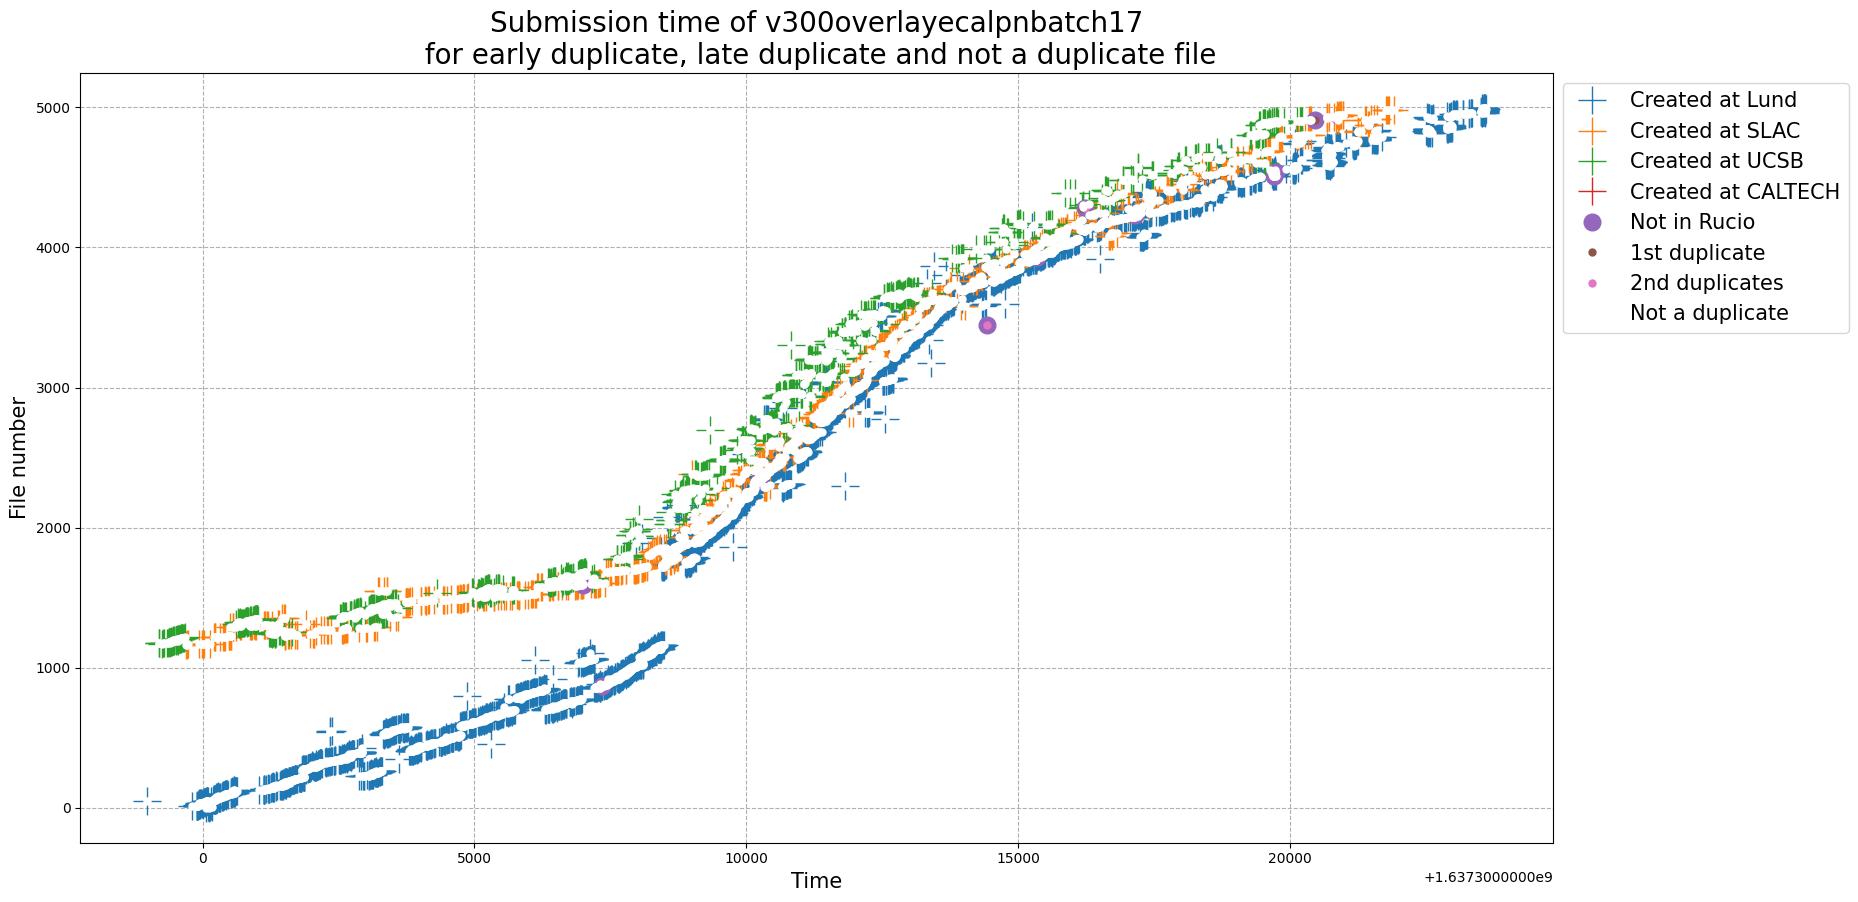 Submission time of v300overlayecalpnbatch17
for early duplicate, late duplicate and not a duplicate file
File number
5000
4000
3000
2000
1000
0
0
5000
10000
15000
20000
+1.6373000000e9
Time
Created at Lund
Created at SLAC
Created at UCSB
Created at CALTECH
Not in Rucio
1st duplicate
2nd duplicates
Not a duplicate